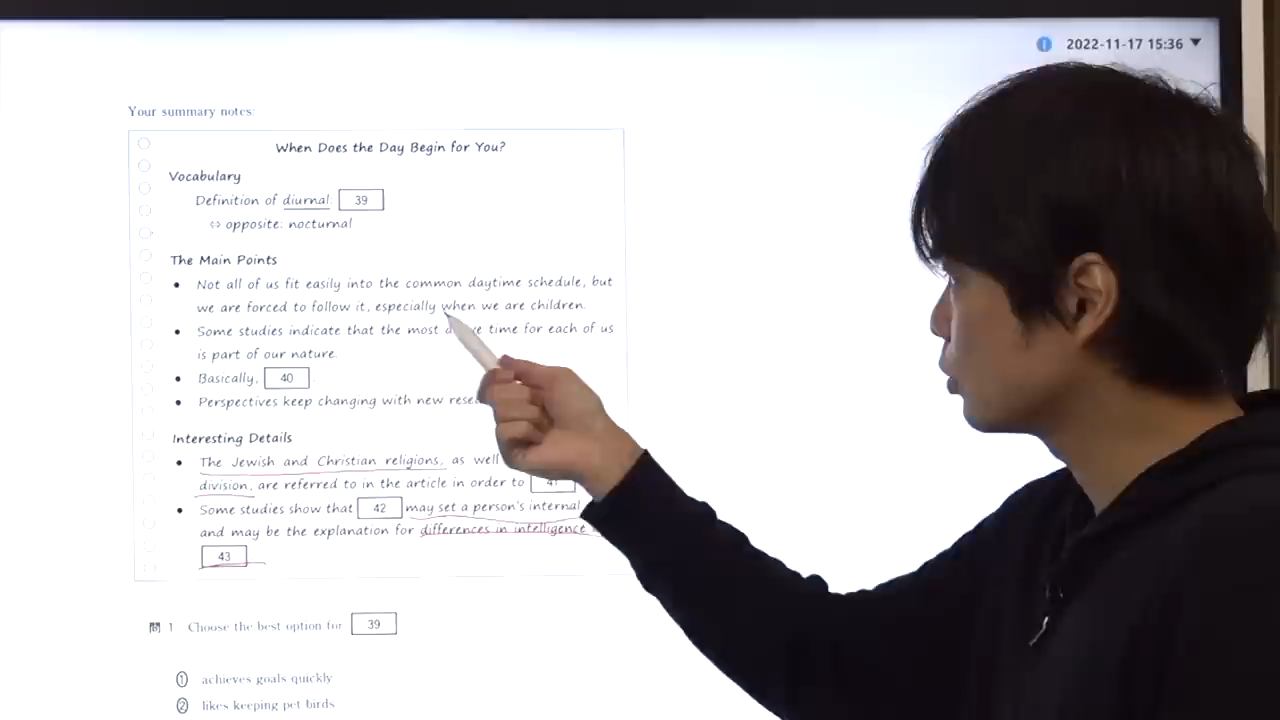 2022-11-17 15:36
Your summary notes:
When Does the Day Begin for You?
Vocabulary
Definition of diurnal: 39
⇔ opposite: nocturnal
The Main Points
• Not all of us fit easily into the common daytime schedule, but
we are forced to follow it, especially when we are children.
• Some studies indicate that the most time for each of us
is part of our nature.
• Basically, 40.
• Perspectives keep changing with new
Interesting Details
• The Jewish and Christian religions, as well
division, are referred to in the article in order to 41
• Some studies show that 42 may set a person's internal
and may be the explanation for differences in intelligence
43
問 1 Choose the best option for 39
① achieves goals quickly
② likes keeping pet birds